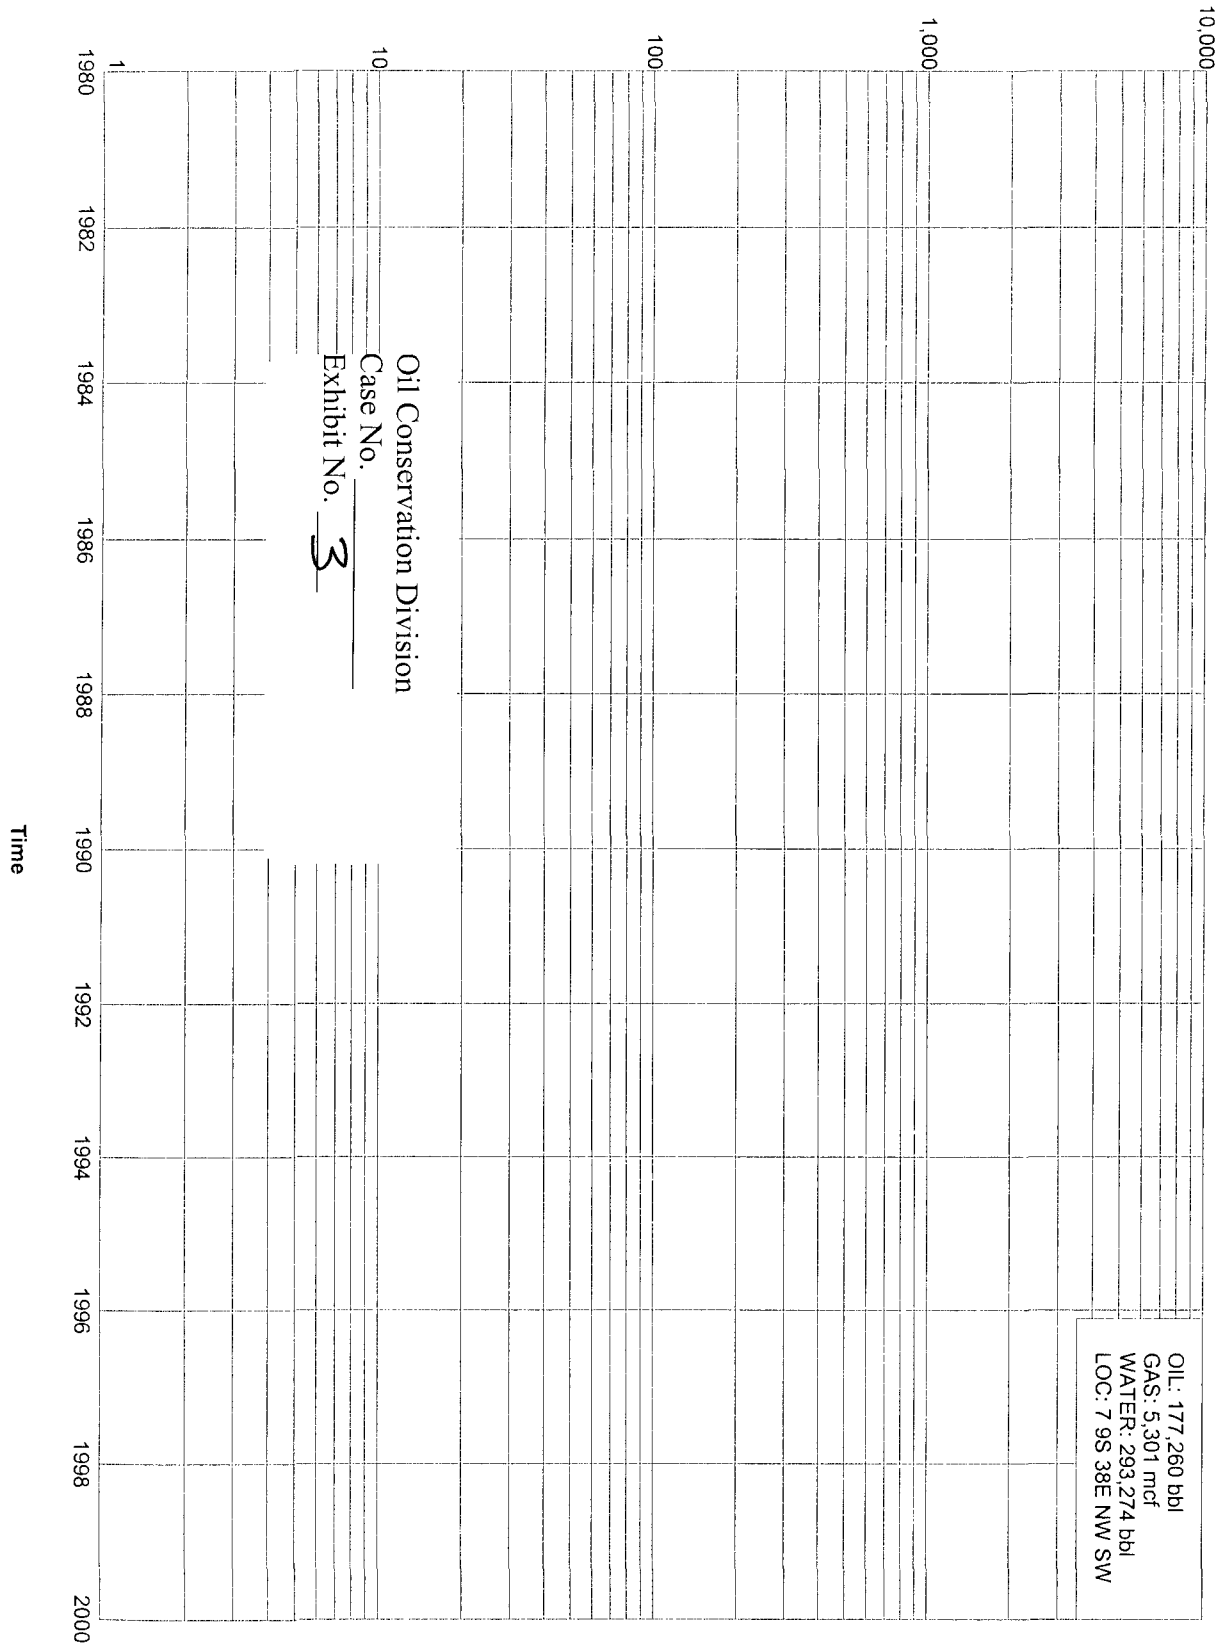 10,000
1,000
100
10
1
1980
1982
1984
1986
1988
1990
1992
1994
1996
1998
2000
Time
OIL: 177,260 bbl
GAS: 5,301 mcf
WATER: 293,274 bbl
LOC: 7 9S 38E NW SW
Oil Conservation Division
Case No.
Exhibit No. 3